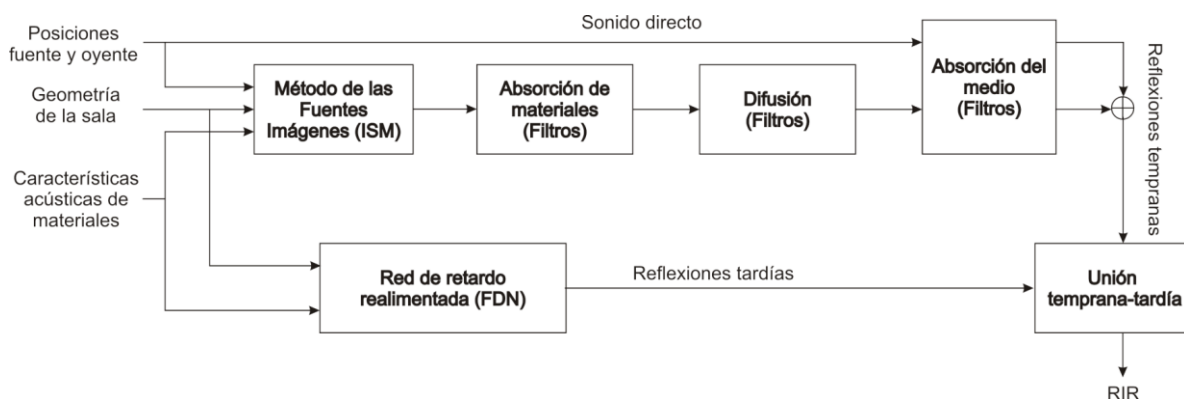 Posiciones
fuente y oyente
Sonido directo
Geometría
de la sala
Método de las
Fuentes
Imágenes (ISM)
Absorción de
materiales
(Filtros)
Difusión
(Filtros)
Absorción del
medio
(Filtros)
Reflexiones tempranas
Características
acústicas de
materiales
Red de retardo
realimentada (FDN)
Reflexiones tardías
Unión
temprana-tardía
RIR